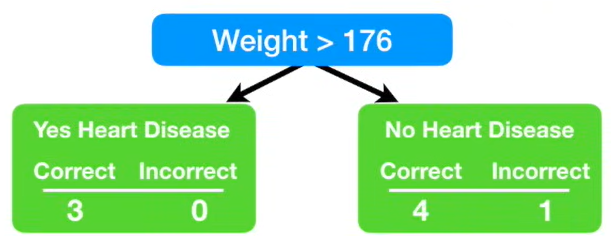 Weight > 176
Yes Heart Disease
Correct Incorrect
3 0
No Heart Disease
Correct Incorrect
4 1